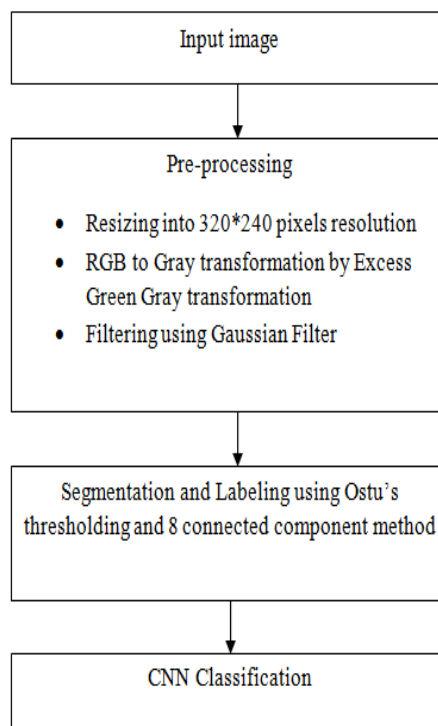 Input image
Pre-processing
• Resizing into 320*240 pixels resolution
• RGB to Gray transformation by Excess
Green Gray transformation
• Filtering using Gaussian Filter
Segmentation and Labeling using Ostu’s
thresholding and 8 connected component method
CNN Classification